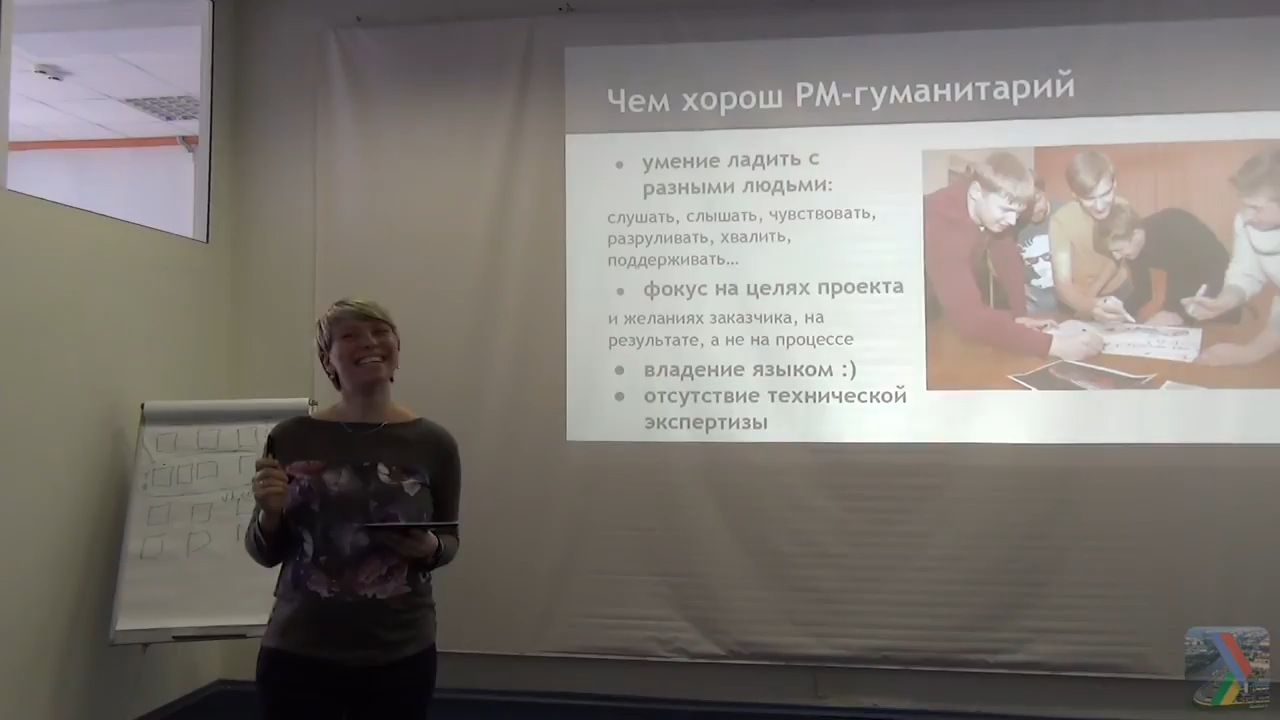 Чем хорош PM-гуманитарий
• умение ладить с
разными людьми:
слушать, слышать, чувствовать,
разруливать, хвалить,
поддерживать...
• фокус на целях проекта
и желаниях заказчика, на
результате, а не на процессе
• владение языком :)
• отсутствие технической
экспертизы